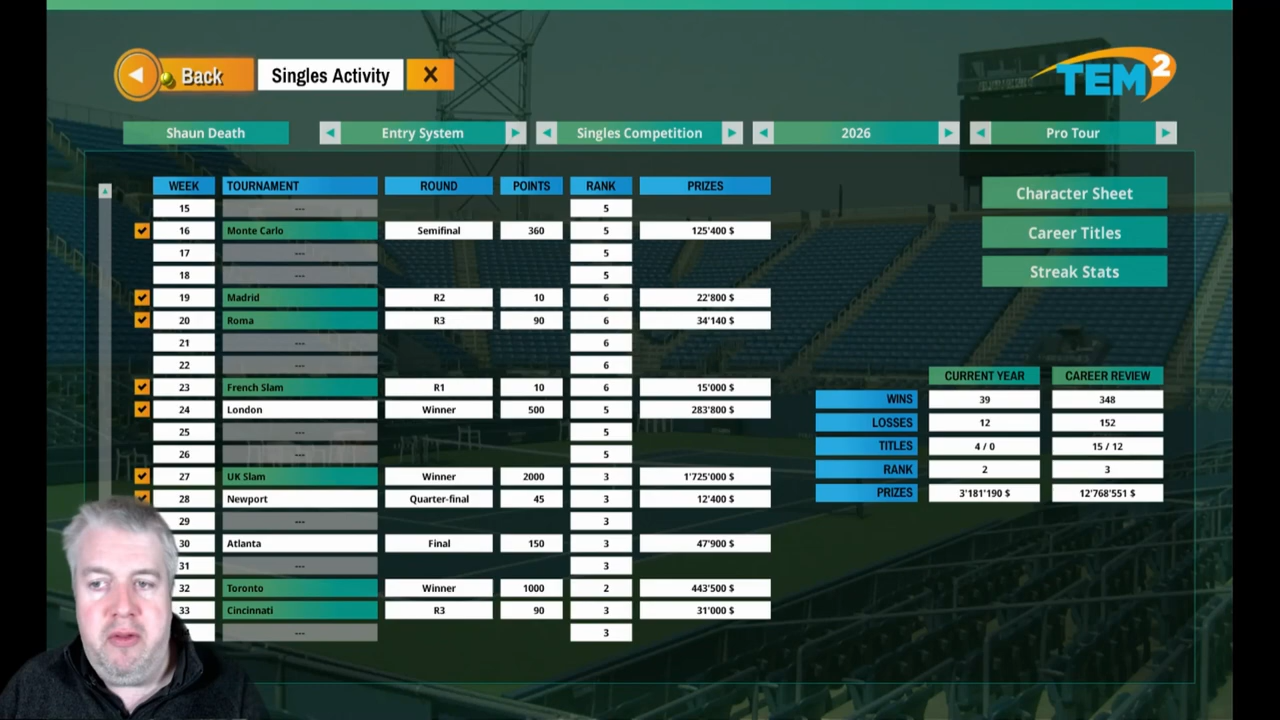 Back Singles Activity X TEM2
Shaun Death Entry System Singles Competition 2026 Pro Tour
WEEK TOURNAMENT ROUND POINTS RANK PRIZES
15 --- 5
16 Monte Carlo Semifinal 360 5 125'400 $
17 --- 5
18 --- 5
19 Madrid R2 10 6 22'800 $
20 Roma R3 90 6 34'140 $
21 --- 6
22 --- 6
23 French Slam R1 10 6 15'000 $
24 London Winner 500 5 283'800 $
25 --- 5
26 --- 5
27 UK Slam Winner 2000 3 1'725'000 $
28 Newport Quarter-final 45 3 12'400 $
29 --- 3
30 Atlanta Final 150 3 47'900 $
31 --- 3
32 Toronto Winner 1000 2 443'500 $
33 Cincinnati R3 90 3 31'000 $
--- 3
Character Sheet
Career Titles
Streak Stats
CURRENT YEAR CAREER REVIEW
WINS 39 348
LOSSES 12 152
TITLES 4 / 0 15 / 12
RANK 2 3
PRIZES 3'181'190 $ 12'768'551 $